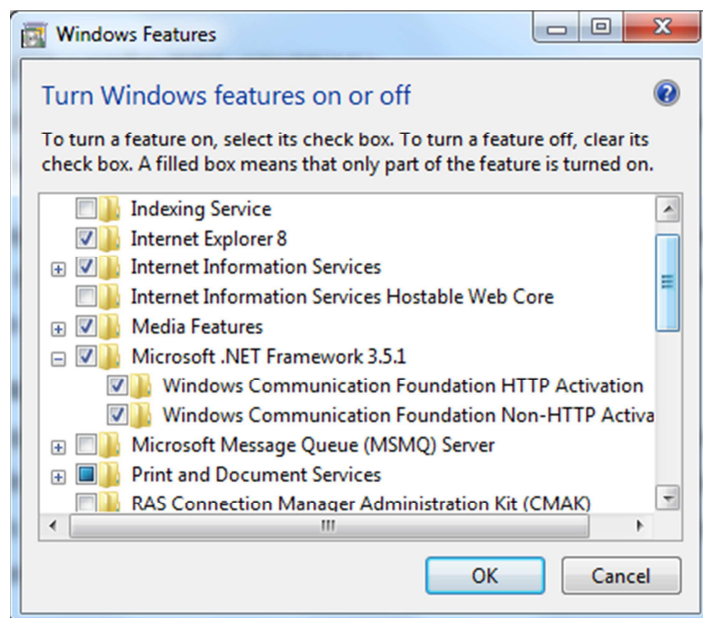 Windows Features
Turn Windows features on or off
To turn a feature on, select its check box. To turn a feature off, clear its
check box. A filled box means that only part of the feature is turned on.
Indexing Service
Internet Explorer 8
Internet Information Services
Internet Information Services Hostable Web Core
Media Features
Microsoft .NET Framework 3.5.1
Windows Communication Foundation HTTP Activation
Windows Communication Foundation Non-HTTP Activa
Microsoft Message Queue (MSMQ) Server
Print and Document Services
RAS Connection Manager Administration Kit (CMAK)
OK Cancel